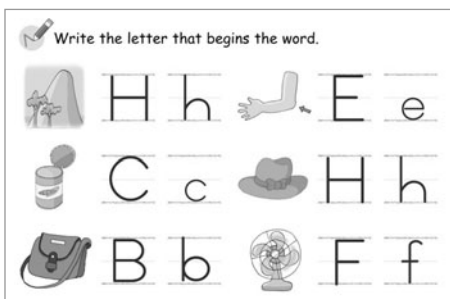 Write the letter that begins the word.
H h E e
C c H h
B b F f